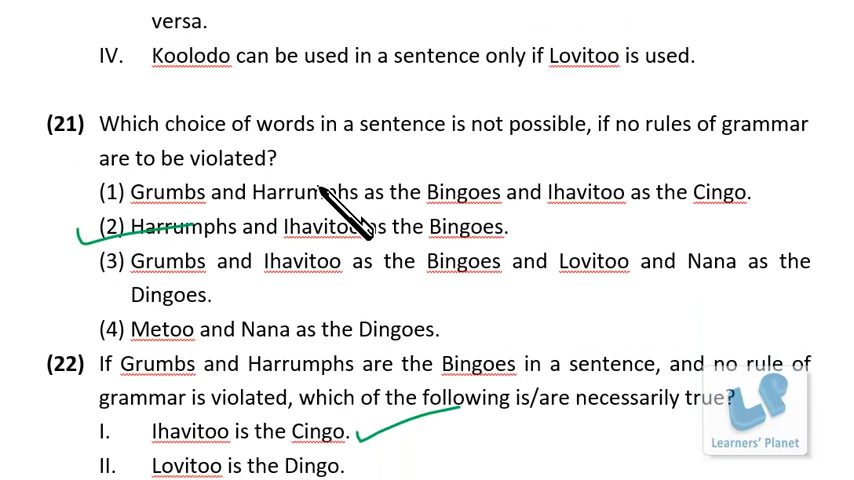 versa.
IV. Koolodo can be used in a sentence only if Lovitoo is used.
(21) Which choice of words in a sentence is not possible, if no rules of grammar
are to be violated?
(1) Grumbs and Harrumphs as the Bingoes and Ihavitoo as the Cingo.
(2) Harrumphs and Ihavitoo as the Bingoes.
(3) Grumbs and Ihavitoo as the Bingoes and Lovitoo and Nana as the
Dingoes.
(4) Metoo and Nana as the Dingoes.
(22) If Grumbs and Harrumphs are the Bingoes in a sentence, and no rule of
grammar is violated, which of the following is/are necessarily true?
I. Ihavitoo is the Cingo.
II. Lovitoo is the Dingo.
LP
Learners' Planet